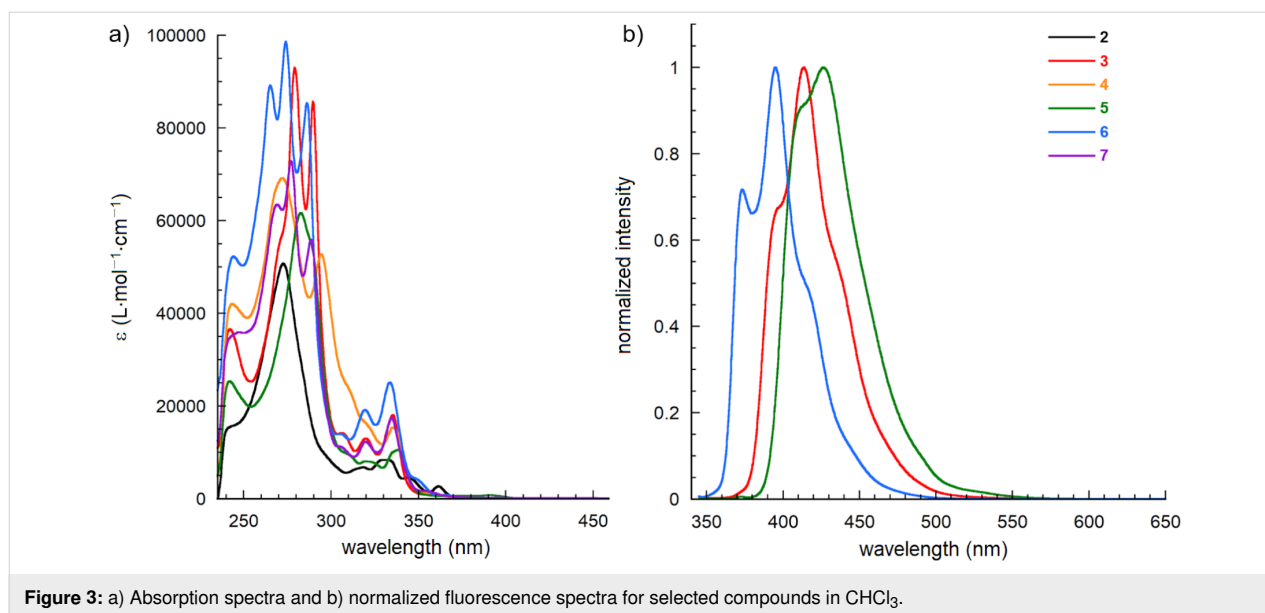 a)
100000
80000
60000
40000
20000
0
ε (L·mol⁻¹·cm⁻¹)
250 300 350 400 450
wavelength (nm)
b)
1
0.8
0.6
0.4
0.2
0
normalized intensity
350 400 450 500 550 600 650
wavelength (nm)
2
3
4
5
6
7
Figure 3: a) Absorption spectra and b) normalized fluorescence spectra for selected compounds in CHCl₃.